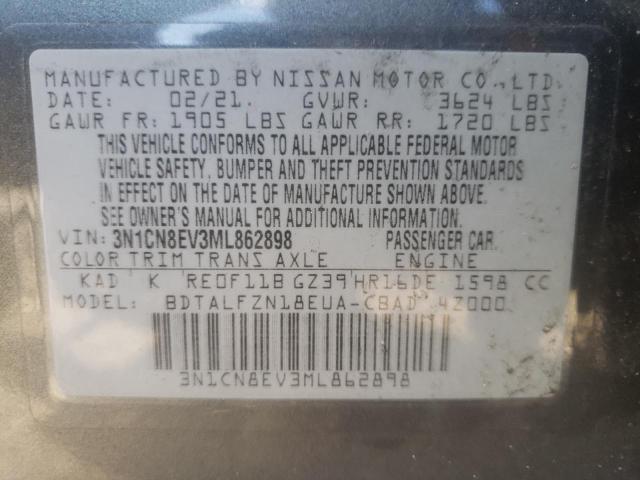 MANUFACTURED BY NISSAN MOTOR CO., LTD.
DATE: 02/21. GVWR: 3624 LBS
GAWR FR: 1905 LBS GAWR RR: 1720 LBS
THIS VEHICLE CONFORMS TO ALL APPLICABLE FEDERAL MOTOR
VEHICLE SAFETY, BUMPER AND THEFT PREVENTION STANDARDS
IN EFFECT ON THE DATE OF MANUFACTURE SHOWN ABOVE.
SEE OWNER'S MANUAL FOR ADDITIONAL INFORMATION.
VIN: 3N1CN8EV3ML862898 PASSENGER CAR
COLOR TRIM TRANS AXLE ENGINE
KAD K RE0F11B GZ39 HR16DE 1598 CC
MODEL: BDTALFZN18EUA-CBAD 4Z000
3N1CN8EV3ML862898